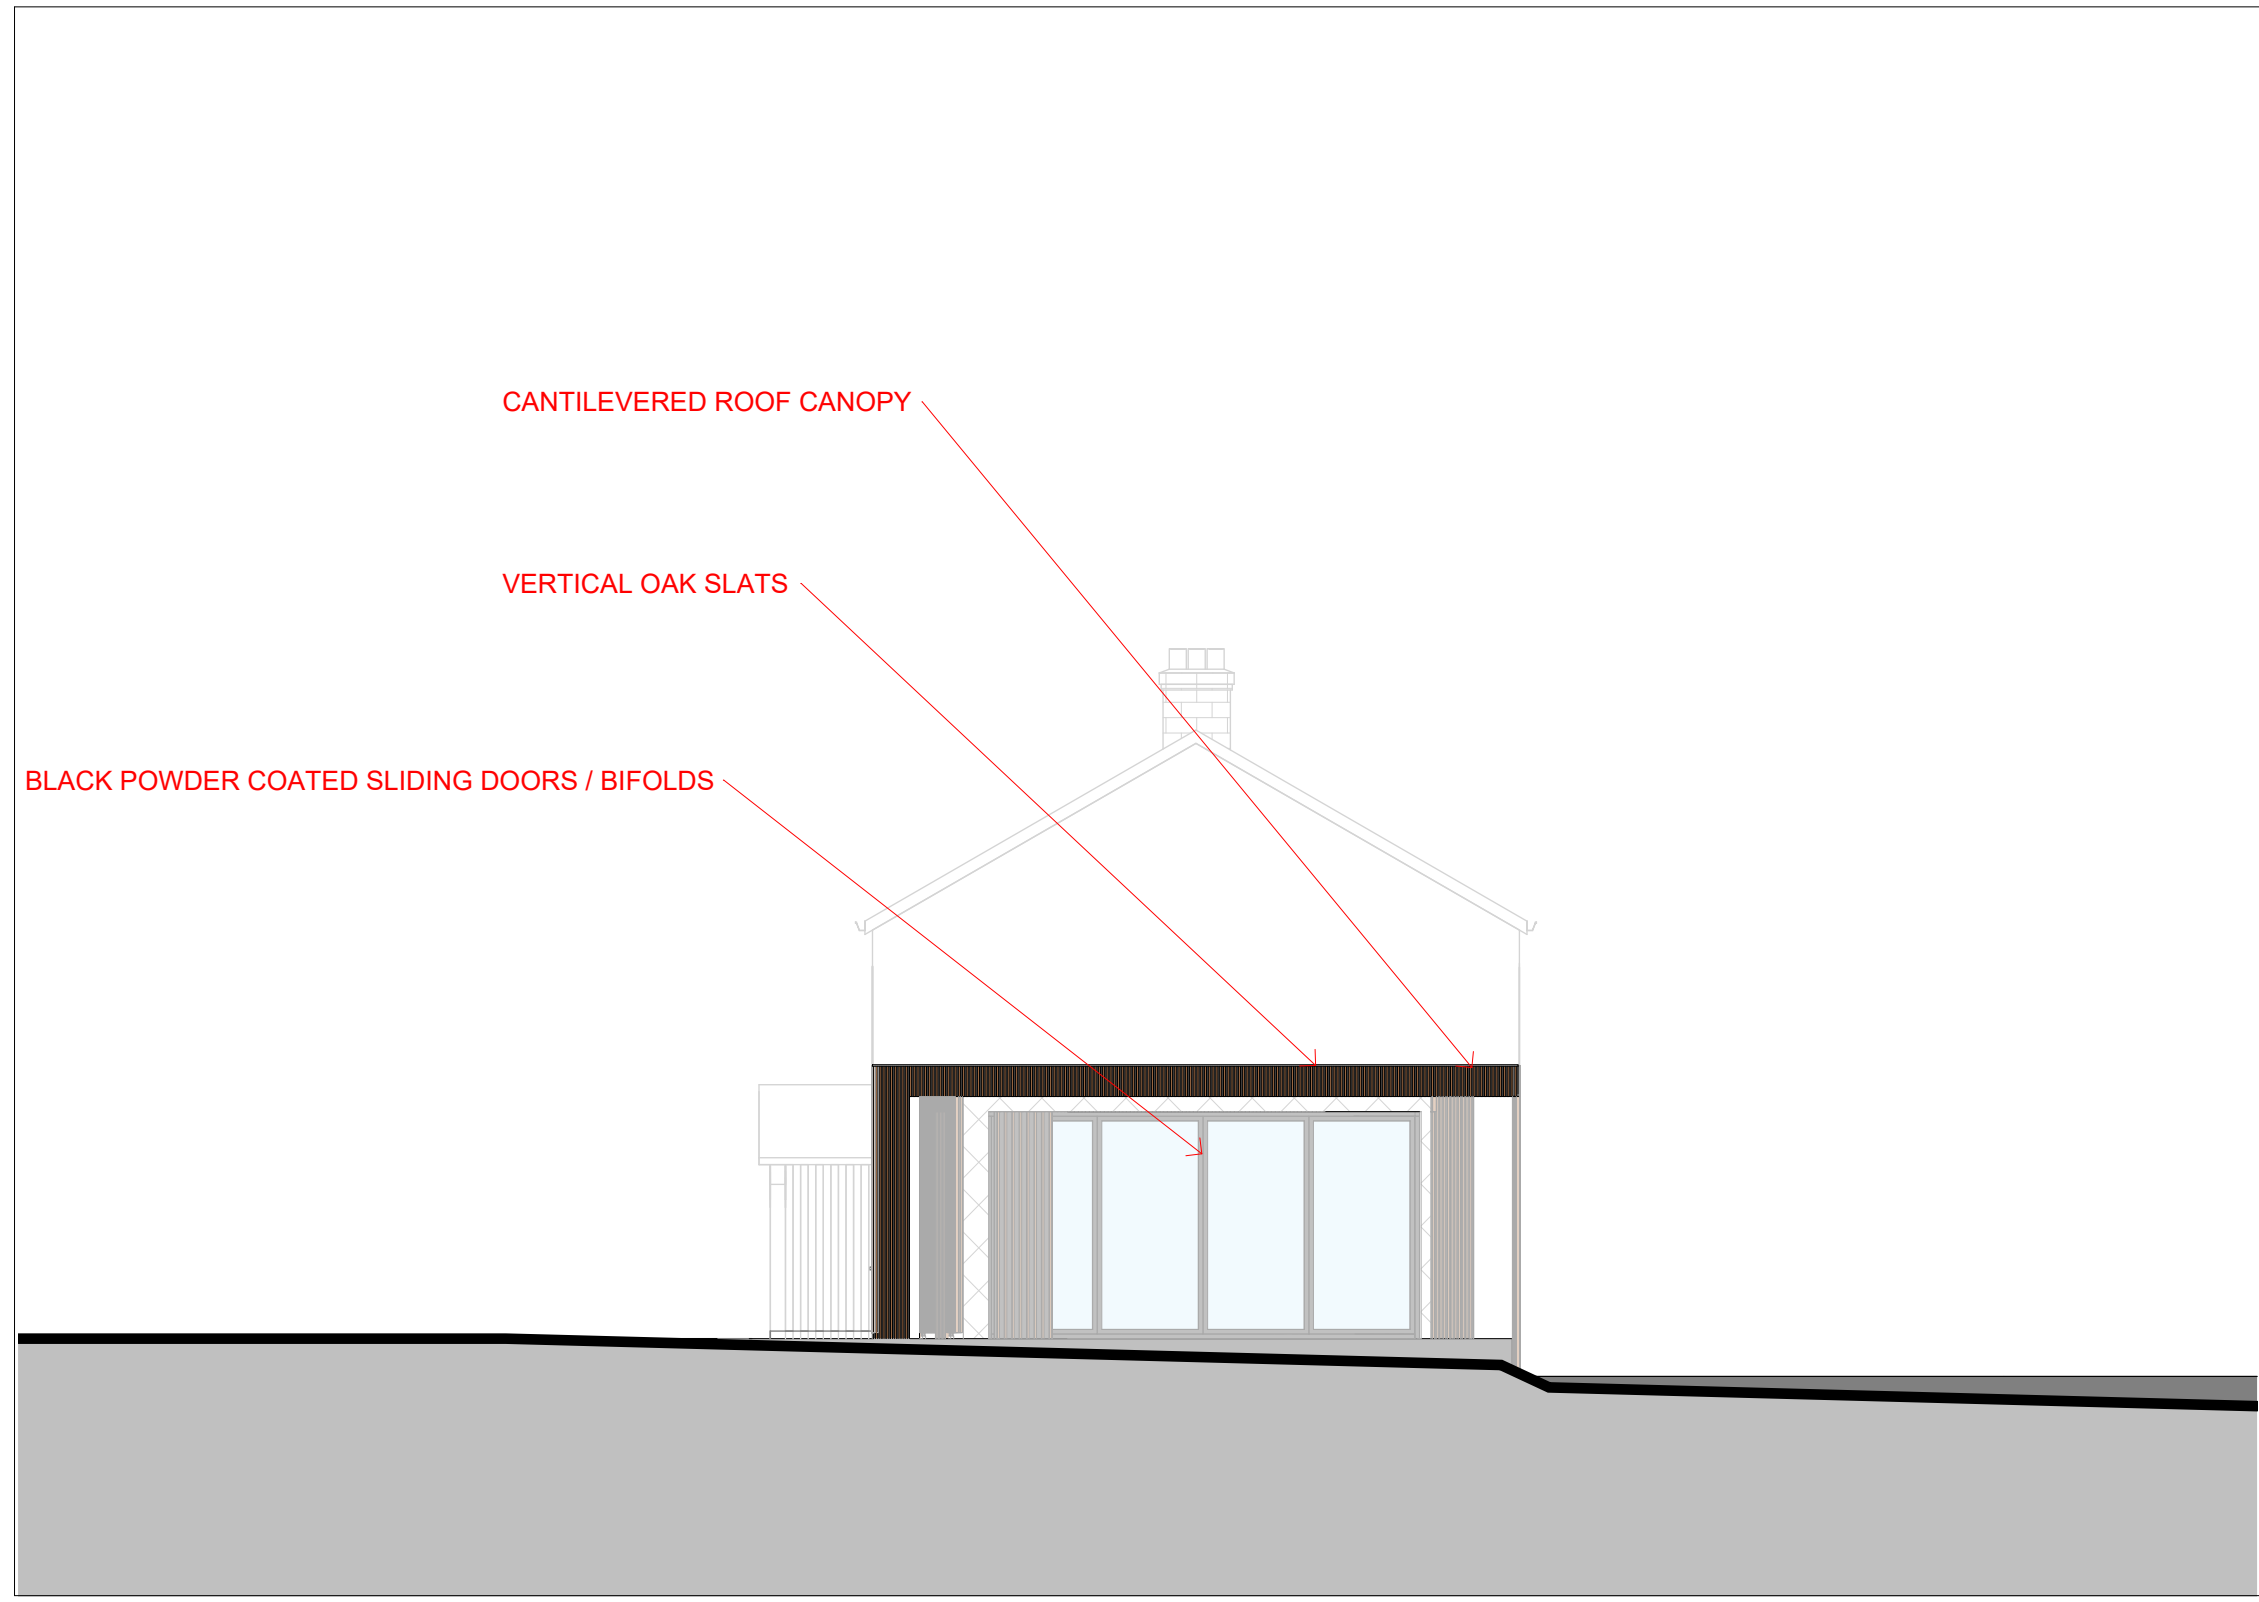 CANTILEVERED ROOF CANOPY
VERTICAL OAK SLATS
BLACK POWDER COATED SLIDING DOORS / BIFOLDS